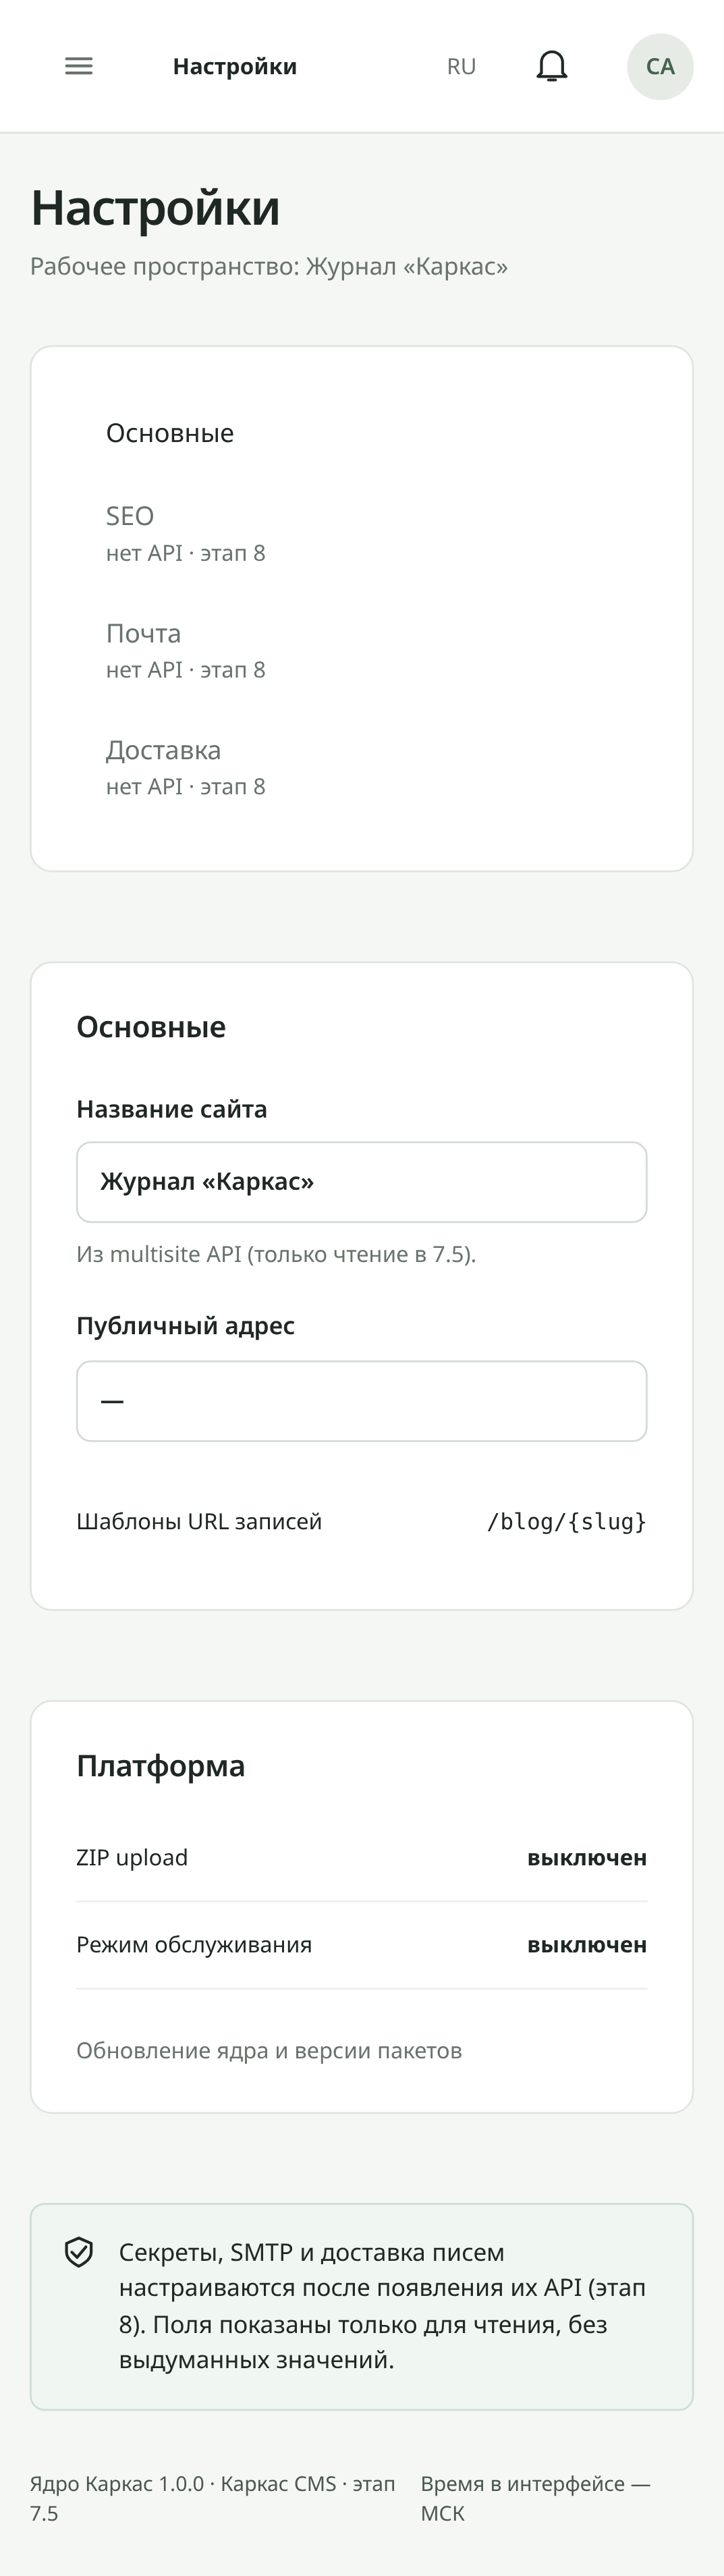 Настройки
RU
CA
Настройки
Рабочее пространство: Журнал «Каркас»
Основные
SEO
нет API · этап 8
Почта
нет API · этап 8
Доставка
нет API · этап 8
Основные
Название сайта
Журнал «Каркас»
Из multisite API (только чтение в 7.5).
Публичный адрес
—
Шаблоны URL записей /blog/{slug}
Платформа
ZIP upload выключен
Режим обслуживания выключен
Обновление ядра и версии пакетов
Секреты, SMTP и доставка писем
настраиваются после появления их API (этап
8). Поля показаны только для чтения, без
выдуманных значений.
Ядро Каркас 1.0.0 · Каркас CMS · этап
7.5
Время в интерфейсе —
МСК